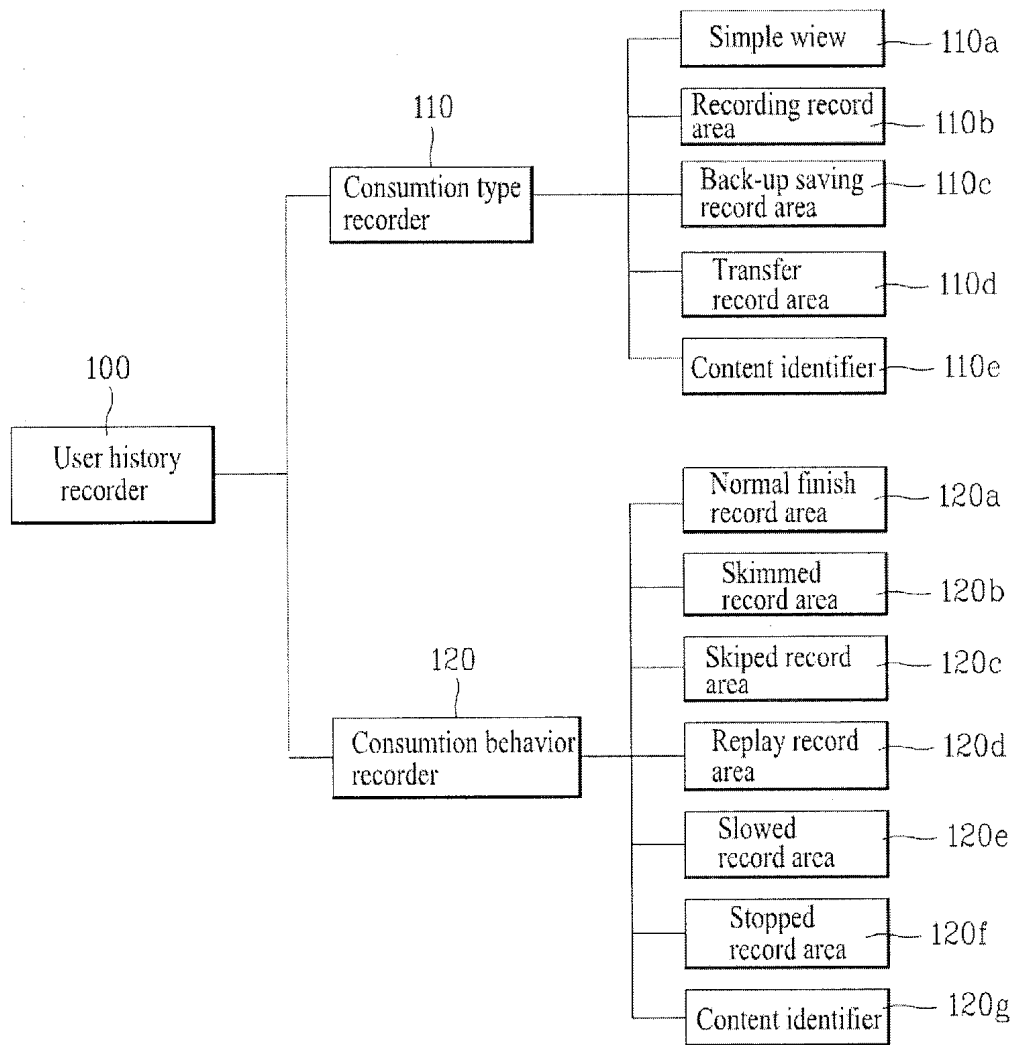 Simple wiew
110a
Recording record
area
110b
110
Consumtion type
recorder
Back-up saving
record area
110c
Transfer
record area
110d
Content identifier
110e
100
User history
recorder
Normal finish
record area
120a
Skimmed
record area
120b
120
Consumtion behavior
recorder
Skiped record
area
120c
Replay record
area
120d
Slowed
record area
120e
Stopped
record area
120f
Content identifier
120g